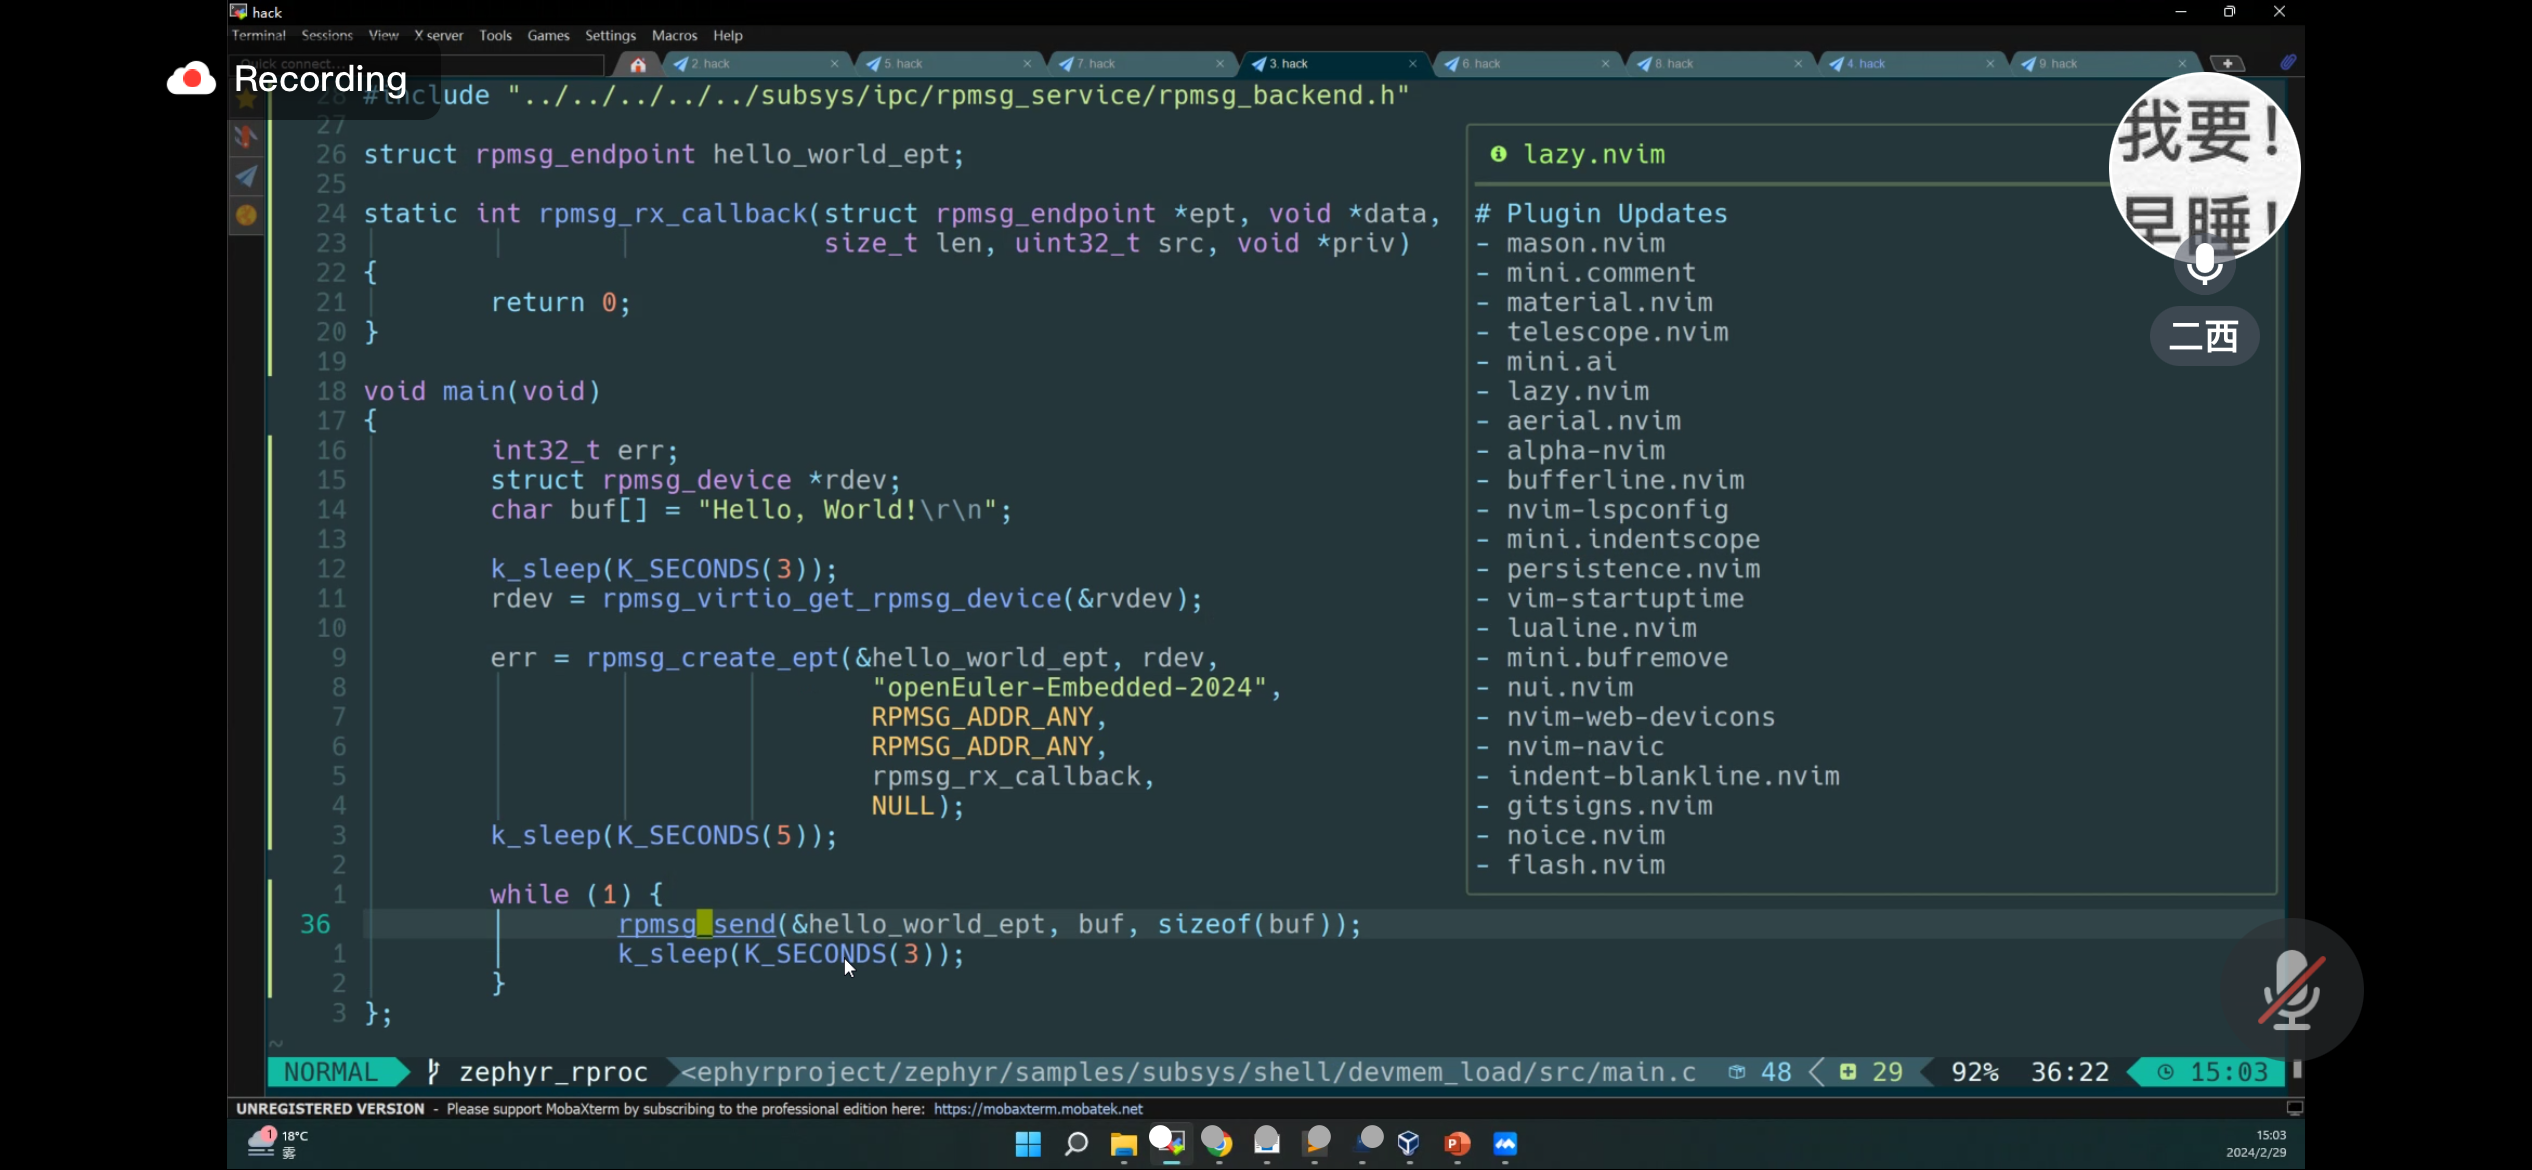 hack
Terminal Sessions View X server Tools Games Settings Macros Help
Quick connect...
2. hack
5. hack
7. hack
3. hack
6. hack
8. hack
4. hack
9. hack
Recording
28 #include "../../../../../subsys/ipc/rpmsg_service/rpmsg_backend.h"
27
26 struct rpmsg_endpoint hello_world_ept;
25
24 static int rpmsg_rx_callback(struct rpmsg_endpoint *ept, void *data,
23 size_t len, uint32_t src, void *priv)
22 {
21 return 0;
20 }
19
18 void main(void)
17 {
16 int32_t err;
15 struct rpmsg_device *rdev;
14 char buf[] = "Hello, World!\r\n";
13
12 k_sleep(K_SECONDS(3));
11 rdev = rpmsg_virtio_get_rpmsg_device(&rvdev);
10
9 err = rpmsg_create_ept(&hello_world_ept, rdev,
8 "openEuler-Embedded-2024",
7 RPMSG_ADDR_ANY,
6 RPMSG_ADDR_ANY,
5 rpmsg_rx_callback,
4 NULL);
3 k_sleep(K_SECONDS(5));
2
1 while (1) {
36 rpmsg_send(&hello_world_ept, buf, sizeof(buf));
1 k_sleep(K_SECONDS(3));
2 }
3 };
~
lazy.nvim
# Plugin Updates
- mason.nvim
- mini.comment
- material.nvim
- telescope.nvim
- mini.ai
- lazy.nvim
- aerial.nvim
- alpha-nvim
- bufferline.nvim
- nvim-lspconfig
- mini.indentscope
- persistence.nvim
- vim-startuptime
- lualine.nvim
- mini.bufremove
- nui.nvim
- nvim-web-devicons
- nvim-navic
- indent-blankline.nvim
- gitsigns.nvim
- noice.nvim
- flash.nvim
我要!
早睡!
二西
NORMAL zephyr_rproc <ephyrproject/zephyr/samples/subsys/shell/devmem_load/src/main.c 48 29 92% 36:22 15:03
UNREGISTERED VERSION - Please support MobaXterm by subscribing to the professional edition here: https://mobaxterm.mobatek.net
1
18°C
雾
P
15:03
2024/2/29